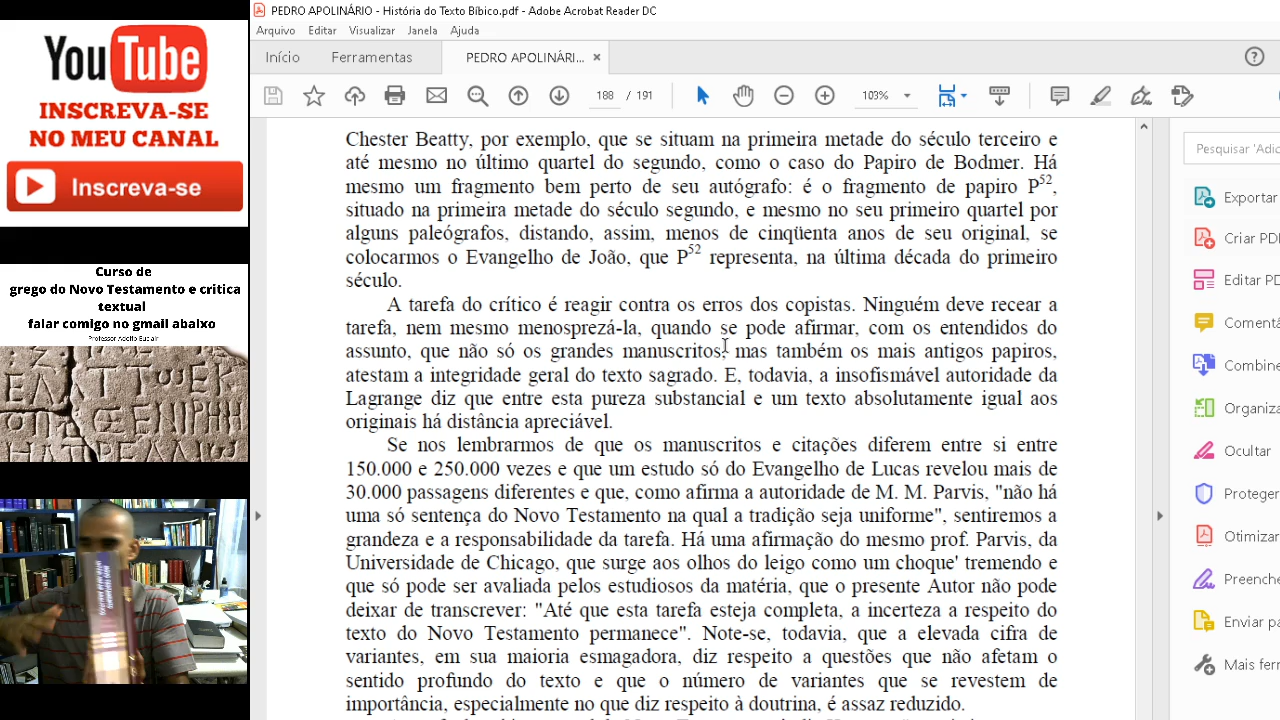 YouTube
INSCREVA-SE
NO MEU CANAL
Inscreva-se
Curso de
grego do Novo Testamento e critica
textual
falar comigo no gmail abaixo
PEDRO APOLINÁRIO - História do Texto Bíbico.pdf - Adobe Acrobat Reader DC
Arquivo Editar Visualizar Janela Ajuda
Início Ferramentas PEDRO APOLINÁRI... ×
188 / 191 103%
Chester Beatty, por exemplo, que se situam na primeira metade do século terceiro e
até mesmo no último quartel do segundo, como o caso do Papiro de Bodmer. Há
mesmo um fragmento bem perto de seu autógrafo: é o fragmento de papiro P52,
situado na primeira metade do século segundo, e mesmo no seu primeiro quartel por
alguns paleógrafos, distando, assim, menos de cinqüenta anos de seu original, se
colocarmos o Evangelho de João, que P52 representa, na última década do primeiro
século.
A tarefa do crítico é reagir contra os erros dos copistas. Ninguém deve recear a
tarefa, nem mesmo menosprezá-la, quando se pode afirmar, com os entendidos do
assunto, que não só os grandes manuscritos, mas também os mais antigos papiros,
atestam a integridade geral do texto sagrado. E, todavia, a insofismável autoridade da
Lagrange diz que entre esta pureza substancial e um texto absolutamente igual aos
originais há distância apreciável.
Se nos lembrarmos de que os manuscritos e citações diferem entre si entre
150.000 e 250.000 vezes e que um estudo só do Evangelho de Lucas revelou mais de
30.000 passagens diferentes e que, como afirma a autoridade de M. M. Parvis, "não há
uma só sentença do Novo Testamento na qual a tradição seja uniforme", sentiremos a
grandeza e a responsabilidade da tarefa. Há uma afirmação do mesmo prof. Parvis, da
Universidade de Chicago, que surge aos olhos do leigo como um choque' tremendo e
que só pode ser avaliada pelos estudiosos da matéria, que o presente Autor não pode
deixar de transcrever: "Até que esta tarefa esteja completa, a incerteza a respeito do
texto do Novo Testamento permanece". Note-se, todavia, que a elevada cifra de
variantes, em sua maioria esmagadora, diz respeito a questões que não afetam o
sentido profundo do texto e que o número de variantes que se revestem de
importância, especialmente no que diz respeito à doutrina, é assaz reduzido.
Pesquisar 'Adic
Exportar
Criar PDF
Editar PD
Comentá
Combine
Organiza
Ocultar
Proteger
Otimizar
Preenche
Enviar pa
Mais ferr